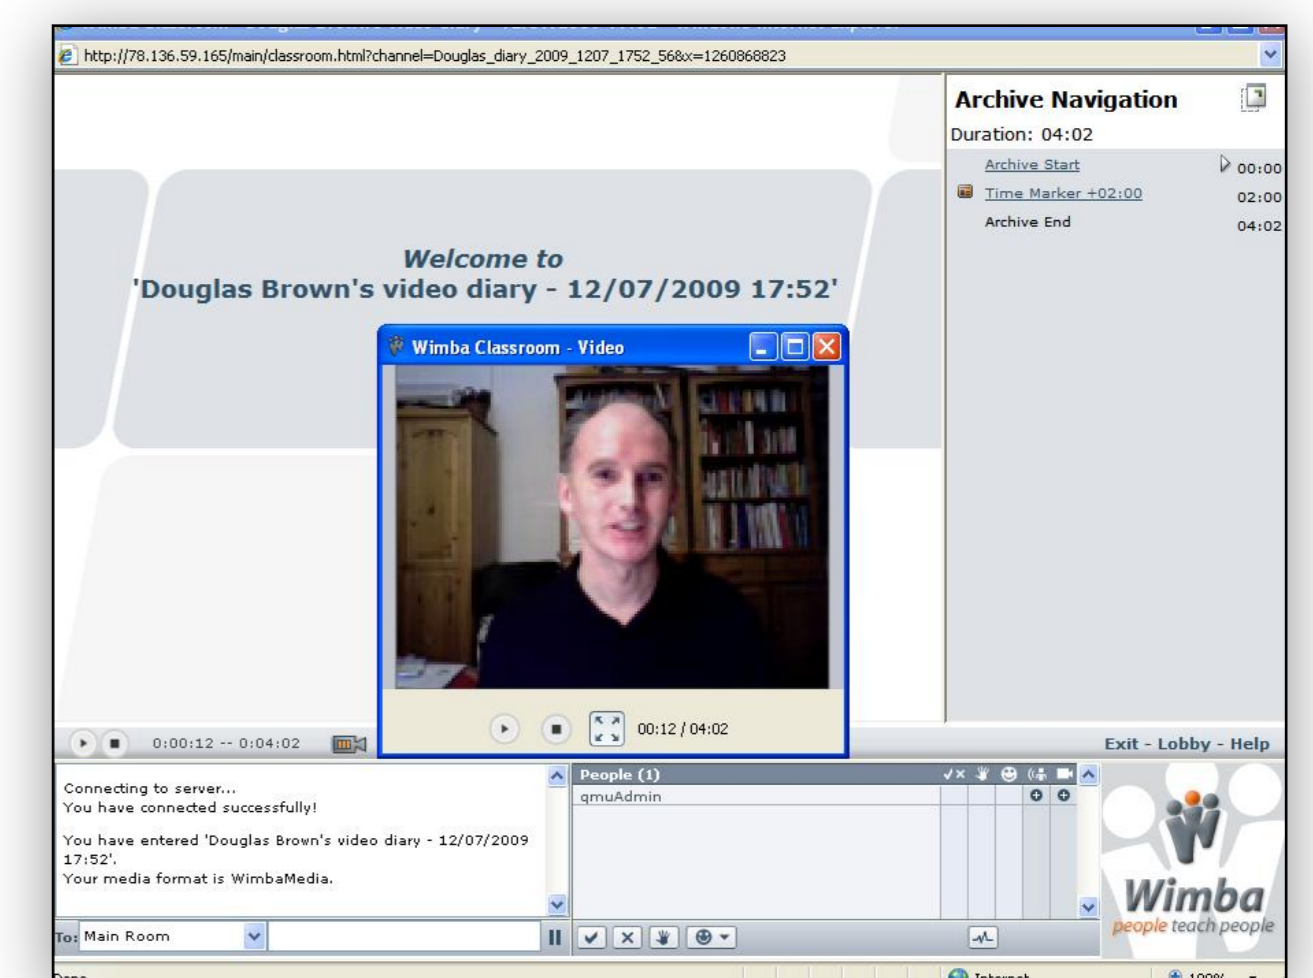 http://78.136.59.165/main/classroom.html?channel=Douglas_diary_2009_1207_1752_56&x=1260868823
Archive Navigation
Duration: 04:02
Archive Start 00:00
Time Marker +02:00 02:00
Archive End 04:02
Welcome to
'Douglas Brown's video diary - 12/07/2009 17:52'
Wimba Classroom - Video
00:12 / 04:02
0:00:12 -- 0:04:02
Exit - Lobby - Help
Connecting to server...
You have connected successfully!
You have entered 'Douglas Brown's video diary - 12/07/2009
17:52'.
Your media format is WimbaMedia.
People (1)
qmuAdmin
To: Main Room
Wimba
people teach people